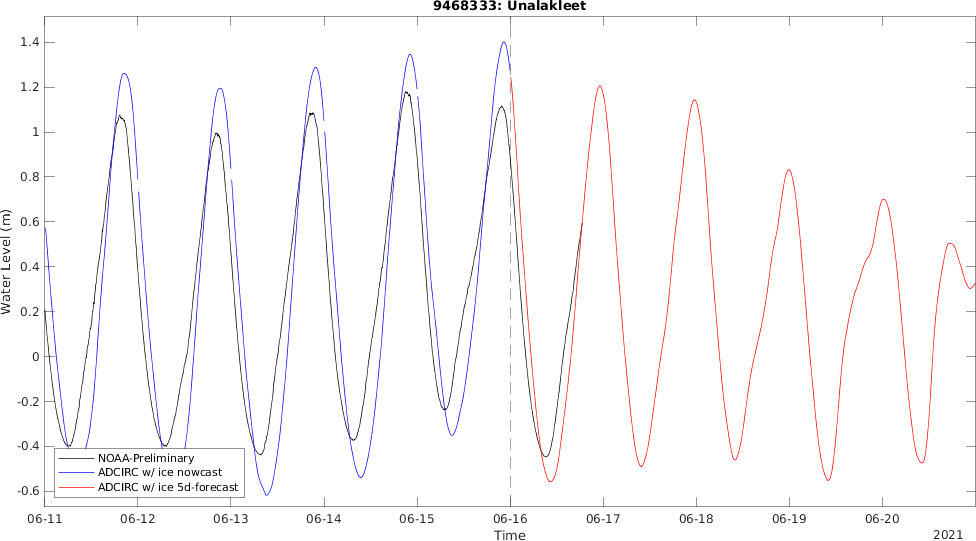 9468333: Unalakleet
Water Level (m)
1.4
1.2
1
0.8
0.6
0.4
0.2
0
-0.2
-0.4
-0.6
NOAA-Preliminary
ADCIRC w/ ice nowcast
ADCIRC w/ ice 5d-forecast
06-11 06-12 06-13 06-14 06-15 06-16 06-17 06-18 06-19 06-20
Time
2021